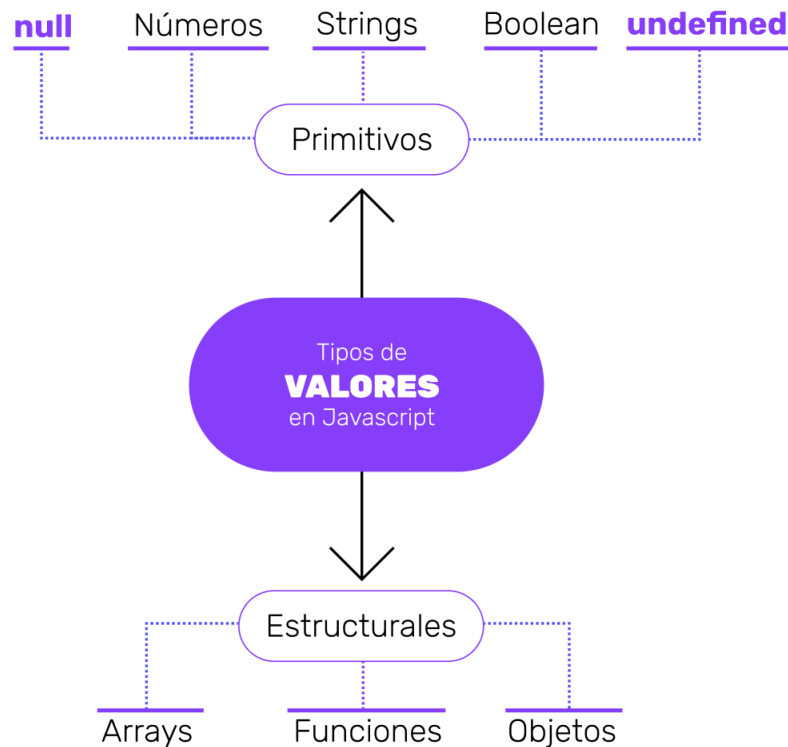 null Números Strings Boolean undefined
Primitivos
Tipos de
VALORES
en Javascript
Estructurales
Arrays Funciones Objetos